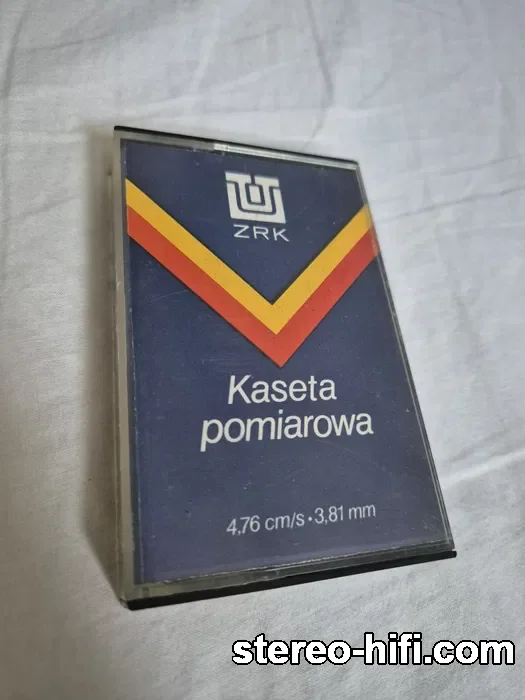 ZRK
Kaseta
pomiarowa
4,76 cm/s • 3,81 mm
stereo-hifi.com